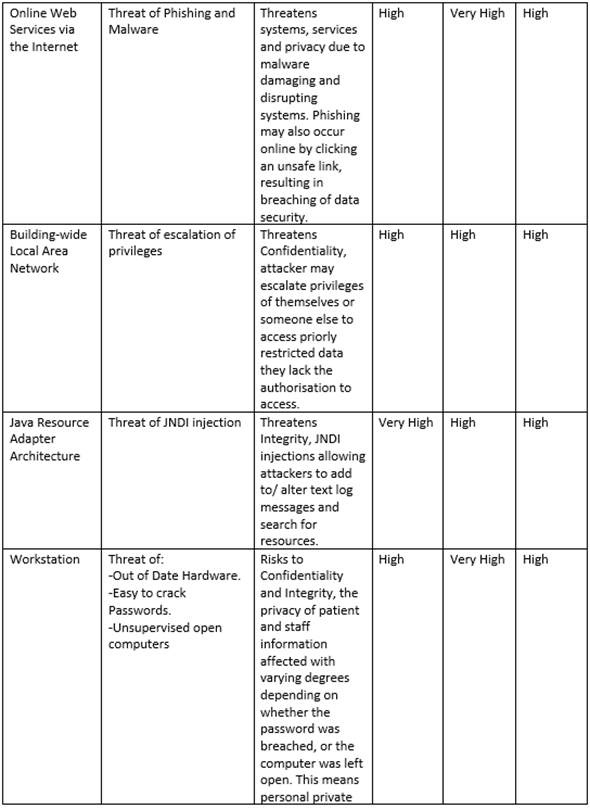 Online Web
Services via
the Internet
Threat of Phishing and
Malware
Threatens
systems, services
and privacy due to
malware
damaging and
disrupting
systems. Phishing
may also occur
online by clicking
an unsafe link,
resulting in
breaching of data
security.
High
Very High
High
Building-wide
Local Area
Network
Threat of escalation of
privileges
Threatens
Confidentiality,
attacker may
escalate privileges
of themselves or
someone else to
access priorly
restricted data
they lack the
authorisation to
access.
High
High
High
Java Resource
Adapter
Architecture
Threat of JNDI injection
Threatens
Integrity, JNDI
injections allowing
attackers to add
to/ alter text log
messages and
search for
resources.
Very High
High
High
Workstation
Threat of:
-Out of Date Hardware.
-Easy to crack
Passwords.
-Unsupervised open
computers
Risks to
Confidentiality
and Integrity, the
privacy of patient
and staff
information
affected with
varying degrees
depending on
whether the
password was
breached, or the
computer was left
open. This means
personal private
High
Very High
High